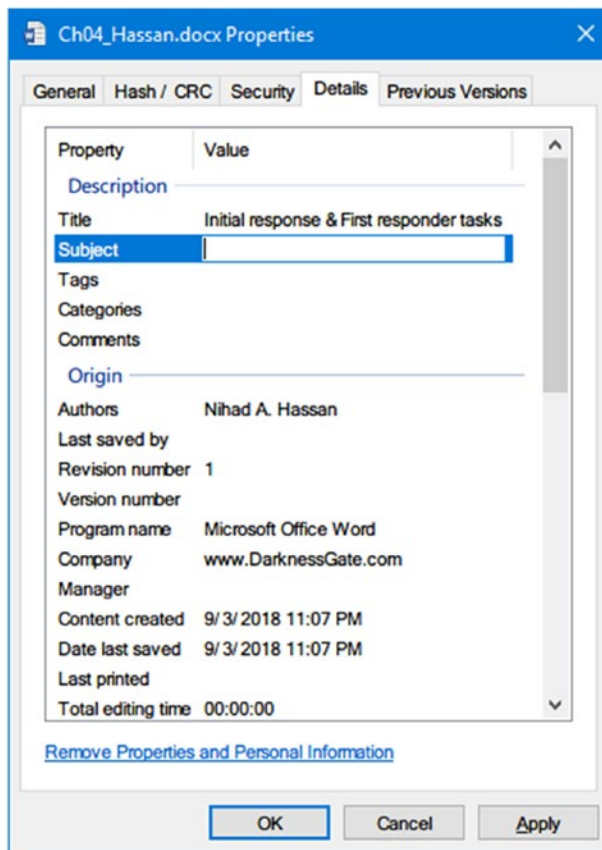 Ch04_Hassan.docx Properties
General Hash / CRC Security Details Previous Versions
Property Value
Description
Title Initial response & First responder tasks
Subject
Tags
Categories
Comments
Origin
Authors Nihad A. Hassan
Last saved by
Revision number 1
Version number
Program name Microsoft Office Word
Company www.DarknessGate.com
Manager
Content created 9/3/2018 11:07 PM
Date last saved 9/3/2018 11:07 PM
Last printed
Total editing time 00:00:00
Remove Properties and Personal Information
OK Cancel Apply